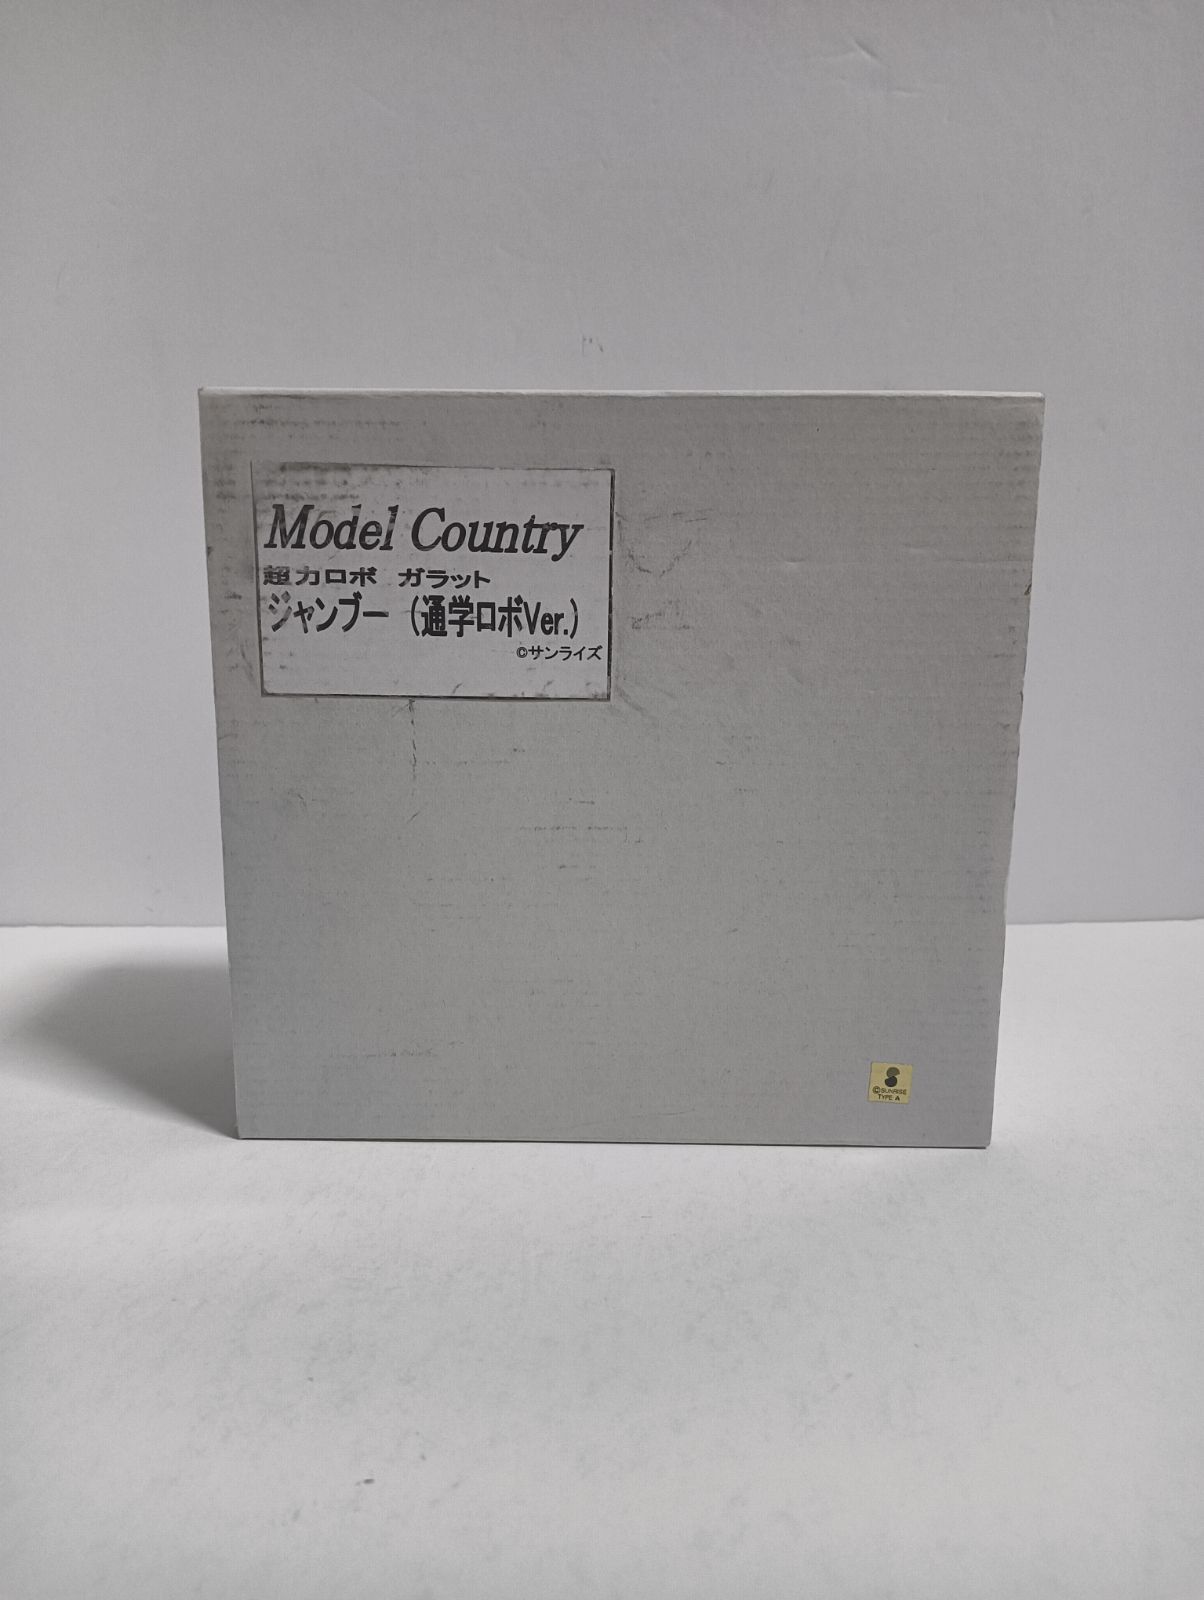 Model Country
超力ロボ ガラット
ジャンブー (通学ロボVer.)
©サンライズ
©SUNRISE
TYPE A